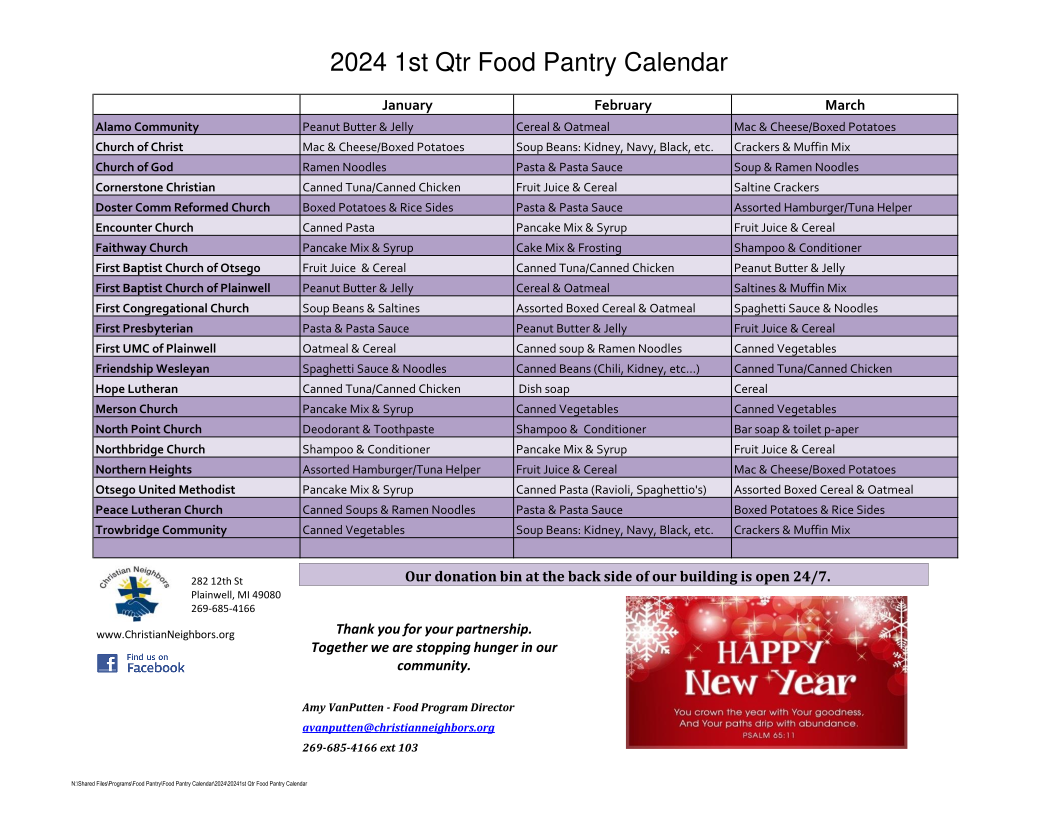 2024 1st Qtr Food Pantry Calendar
January February March
Alamo Community Peanut Butter & Jelly Cereal & Oatmeal Mac & Cheese/Boxed Potatoes
Church of Christ Mac & Cheese/Boxed Potatoes Soup Beans: Kidney, Navy, Black, etc. Crackers & Muffin Mix
Church of God Ramen Noodles Pasta & Pasta Sauce Soup & Ramen Noodles
Cornerstone Christian Canned Tuna/Canned Chicken Fruit Juice & Cereal Saltine Crackers
Doster Comm Reformed Church Boxed Potatoes & Rice Sides Pasta & Pasta Sauce Assorted Hamburger/Tuna Helper
Encounter Church Canned Pasta Pancake Mix & Syrup Fruit Juice & Cereal
Faithway Church Pancake Mix & Syrup Cake Mix & Frosting Shampoo & Conditioner
First Baptist Church of Otsego Fruit Juice & Cereal Canned Tuna/Canned Chicken Peanut Butter & Jelly
First Baptist Church of Plainwell Peanut Butter & Jelly Cereal & Oatmeal Saltines & Muffin Mix
First Congregational Church Soup Beans & Saltines Assorted Boxed Cereal & Oatmeal Spaghetti Sauce & Noodles
First Presbyterian Pasta & Pasta Sauce Peanut Butter & Jelly Fruit Juice & Cereal
First UMC of Plainwell Oatmeal & Cereal Canned soup & Ramen Noodles Canned Vegetables
Friendship Wesleyan Spaghetti Sauce & Noodles Canned Beans (Chili, Kidney, etc...) Canned Tuna/Canned Chicken
Hope Lutheran Canned Tuna/Canned Chicken Dish soap Cereal
Merson Church Pancake Mix & Syrup Canned Vegetables Canned Vegetables
North Point Church Deodorant & Toothpaste Shampoo & Conditioner Bar soap & toilet p-aper
Northbridge Church Shampoo & Conditioner Pancake Mix & Syrup Fruit Juice & Cereal
Northern Heights Assorted Hamburger/Tuna Helper Fruit Juice & Cereal Mac & Cheese/Boxed Potatoes
Otsego United Methodist Pancake Mix & Syrup Canned Pasta (Ravioli, Spaghettio's) Assorted Boxed Cereal & Oatmeal
Peace Lutheran Church Canned Soups & Ramen Noodles Pasta & Pasta Sauce Boxed Potatoes & Rice Sides
Trowbridge Community Canned Vegetables Soup Beans: Kidney, Navy, Black, etc. Crackers & Muffin Mix
Christian Neighbors
282 12th St
Plainwell, MI 49080
269-685-4166
www.ChristianNeighbors.org
f Find us on
Facebook
Our donation bin at the back side of our building is open 24/7.
Thank you for your partnership.
Together we are stopping hunger in our
community.
Amy VanPutten - Food Program Director
avanputten@christianneighbors.org
269-685-4166 ext 103
HAPPY
New Year
You crown the year with Your goodness,
And Your paths drip with abundance.
PSALM 65:11
N:\Shared Files\Programs\Food Pantry\Food Pantry Calendar\2024\20241st Qtr Food Pantry Calendar